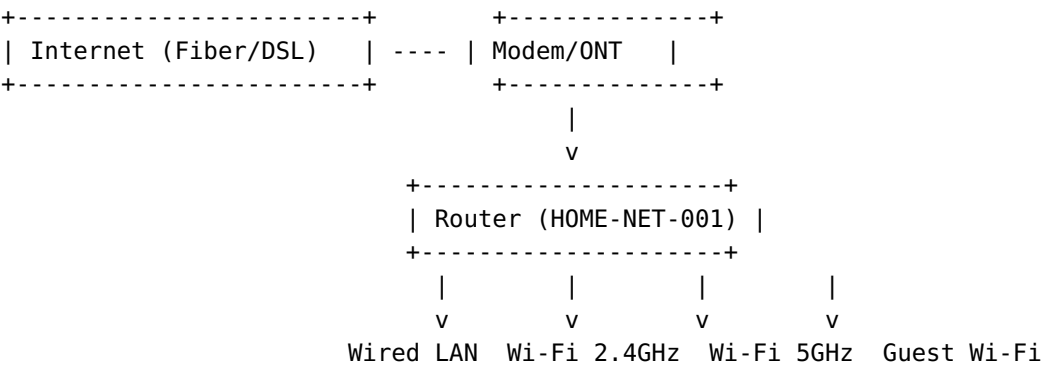 +------------------------+        +--------------+
| Internet (Fiber/DSL)   | ---- | Modem/ONT   |
+------------------------+        +--------------+
|
v
+---------------------+
| Router (HOME-NET-001) |
+---------------------+
|        |        |        |
v        v        v        v
Wired LAN  Wi-Fi 2.4GHz  Wi-Fi 5GHz  Guest Wi-Fi